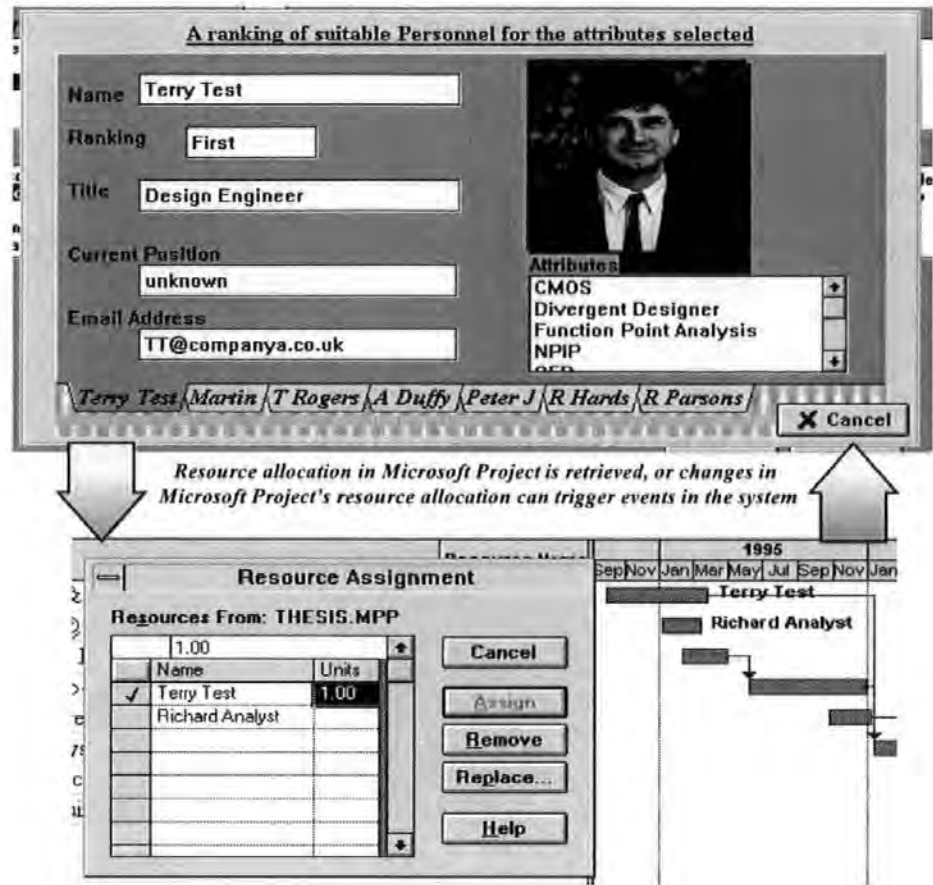 A ranking of suitable Personnel for the attributes selected
Name Terry Test
Ranking First
Title Design Engineer
Current Position
unknown
Email Address
TT@companya.co.uk
Attributes
CMOS
Divergent Designer
Function Point Analysis
NPIP
Terry Test Martin T Rogers A Duffy Peter J R Hards R Parsons
X Cancel
Resource allocation in Microsoft Project is retrieved, or changes in
Microsoft Project's resource allocation can trigger events in the system
Resource Assignment
Resources From: THESIS.MPP
1.00
Name Units
✓ Terry Test 1.00
Richard Analyst
Cancel
Assign
Remove
Replace...
Help
1995
Sep Nov Jan Mar May Jul Sep Nov Jan
Terry Test
Richard Analyst